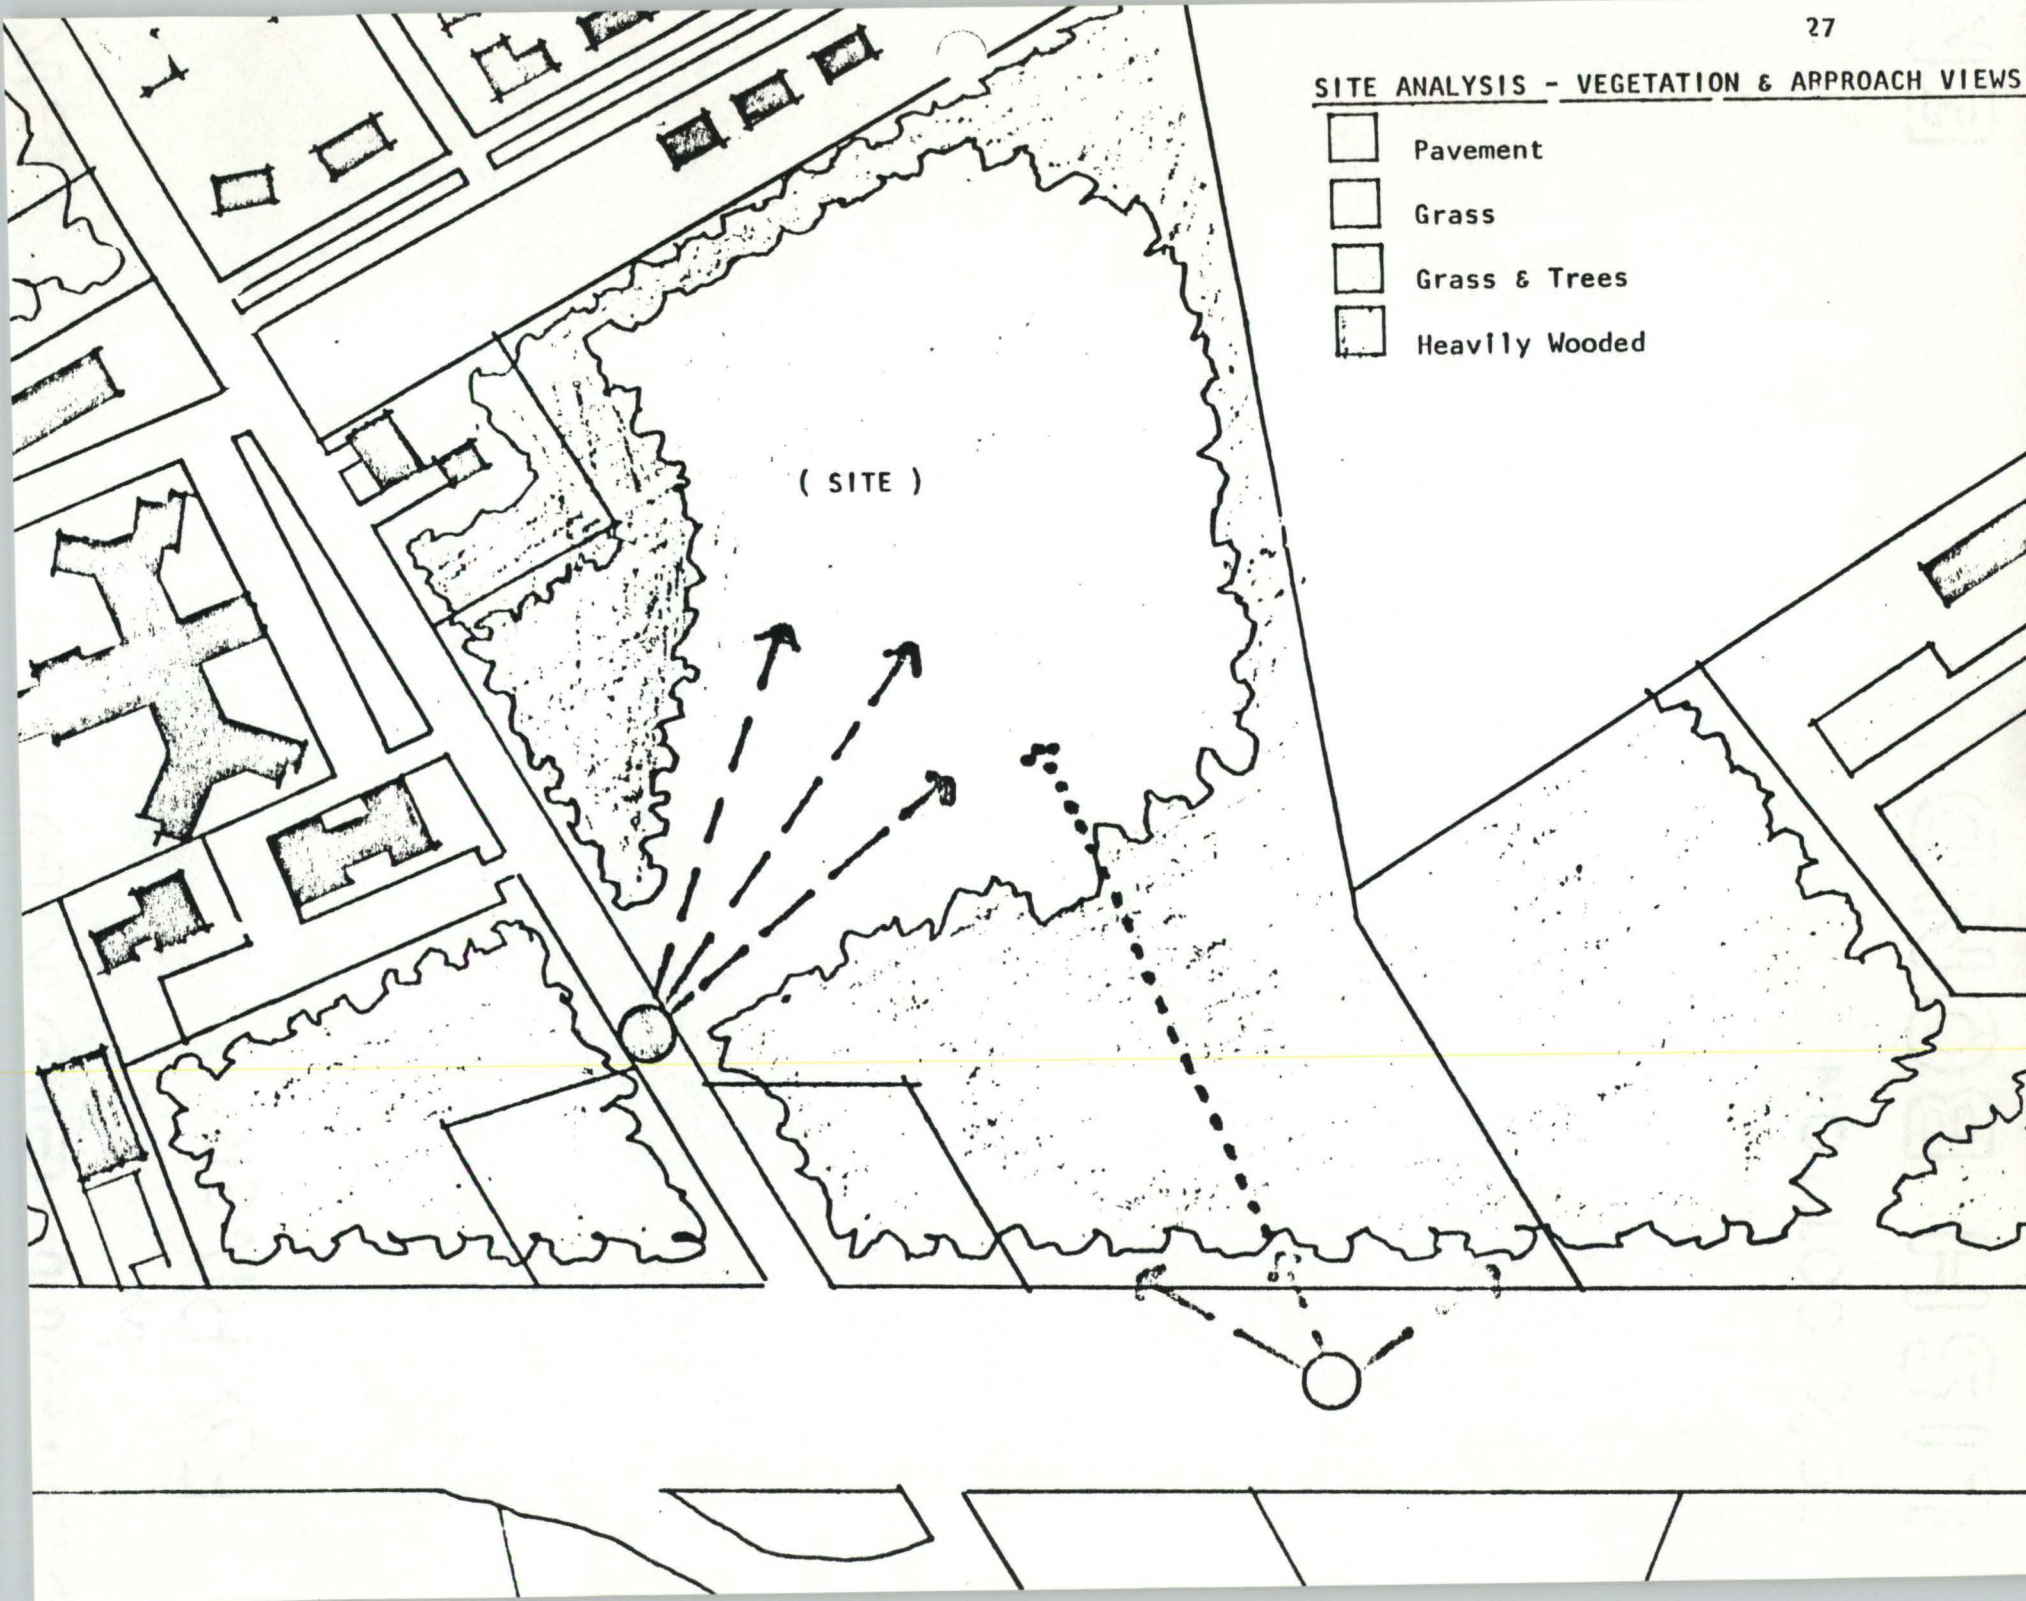 27
SITE ANALYSIS - VEGETATION & APPROACH VIEWS
Pavement
Grass
Grass & Trees
Heavily Wooded
( SITE )